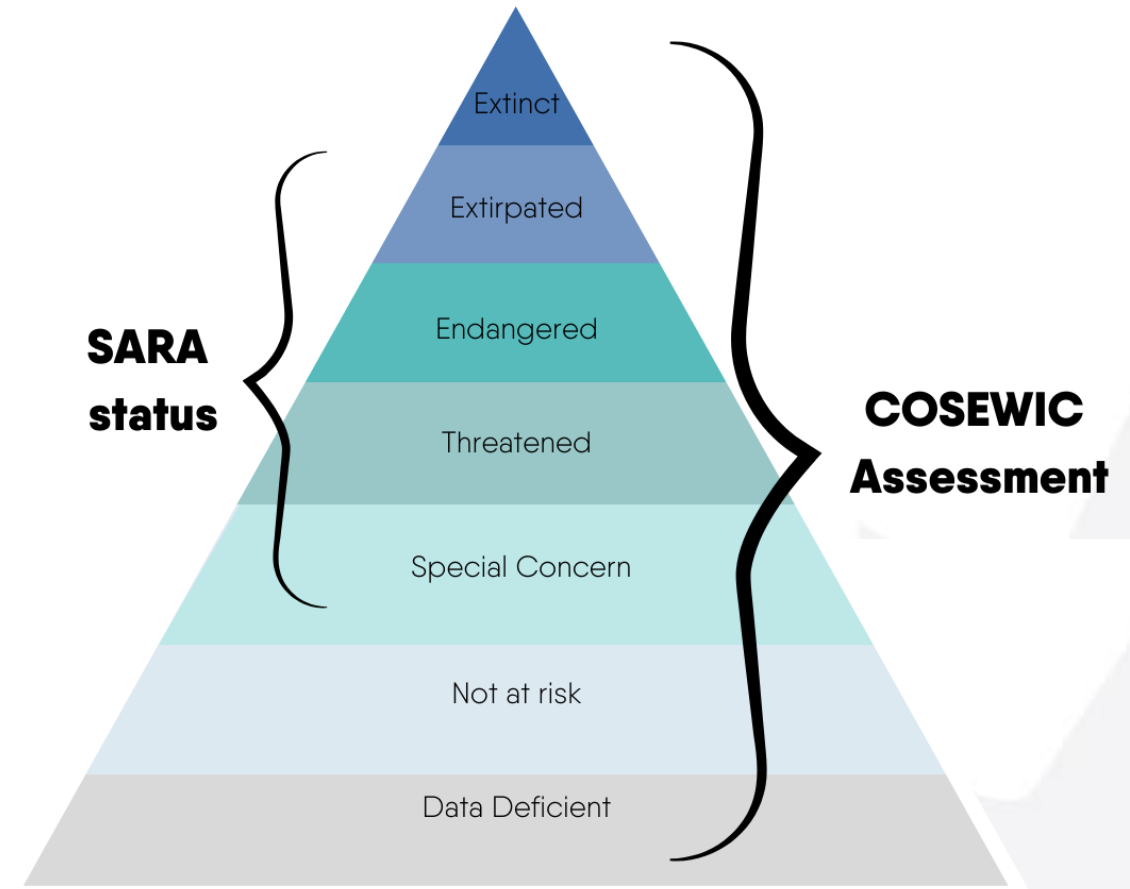 Extinct
Extirpated
Endangered
SARA
status
Threatened
COSEWIC
Assessment
Special Concern
Not at risk
Data Deficient